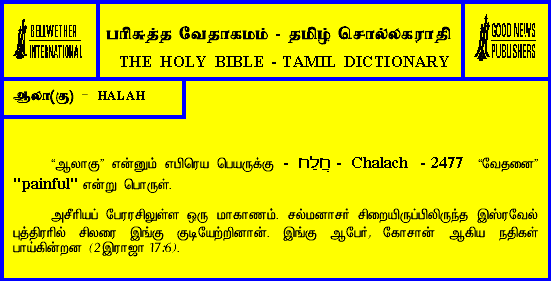 BELLWETHER
INTERNATIONAL
பரிசுத்த வேதாகமம் - தமிழ் சொல்லகராதி
THE HOLY BIBLE - TAMIL DICTIONARY
GOOD NEWS
PUBLISHERS
ஆலா(கு) - HALAH
“ஆலாகு” என்னும் எபிரெய பெயருக்கு - חֲלַח - Chalach - 2477 “வேதனை”
"painful" என்று பொருள்.
அசீரியப் பேரரசிலுள்ள ஒரு மாகாணம். சல்மனாசர் சிறையிருப்பிலிருந்த இஸ்ரவேல்
புத்திரரில் சிலரை இங்கு குடியேற்றினான். இங்கு ஆபேர், கோசான் ஆகிய நதிகள்
பாய்கின்றன (2இராஜா 17:6).